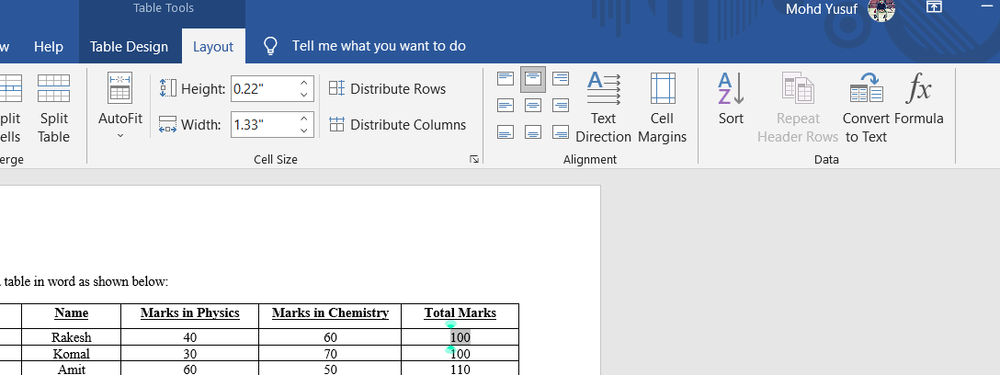 Table Tools
Mohd Yusuf
w Help Table Design Layout Tell me what you want to do
Height: 0.22" Distribute Rows
Width: 1.33" Distribute Columns
plit Split AutoFit Text Cell Sort Repeat Convert Formula
ells Table Direction Margins Header Rows to Text
erge Cell Size Alignment Data
table in word as shown below:
Name Marks in Physics Marks in Chemistry Total Marks
Rakesh 40 60 100
Komal 30 70 100
Amit 60 50 110